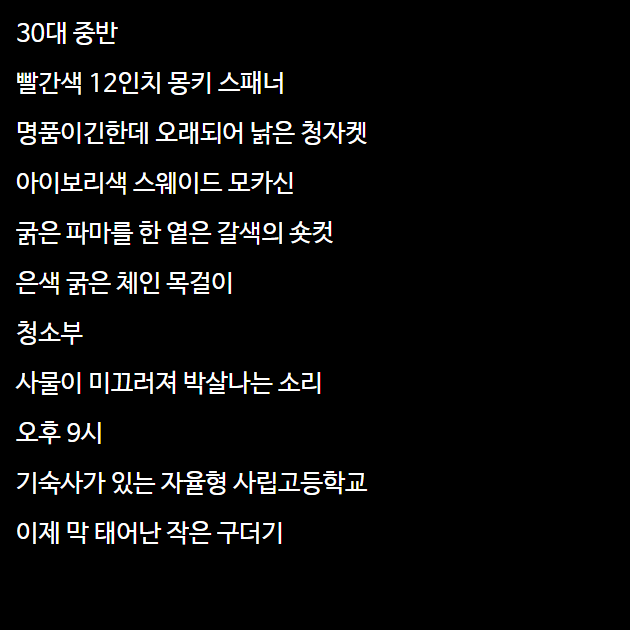 30대 중반
빨간색 12인치 몽키 스패너
명품이긴한데 오래되어 낡은 청자켓
아이보리색 스웨이드 모카신
굵은 파마를 한 옅은 갈색의 숏컷
은색 굵은 체인 목걸이
청소부
사물이 미끄러져 박살나는 소리
오후 9시
기숙사가 있는 자율형 사립고등학교
이제 막 태어난 작은 구더기